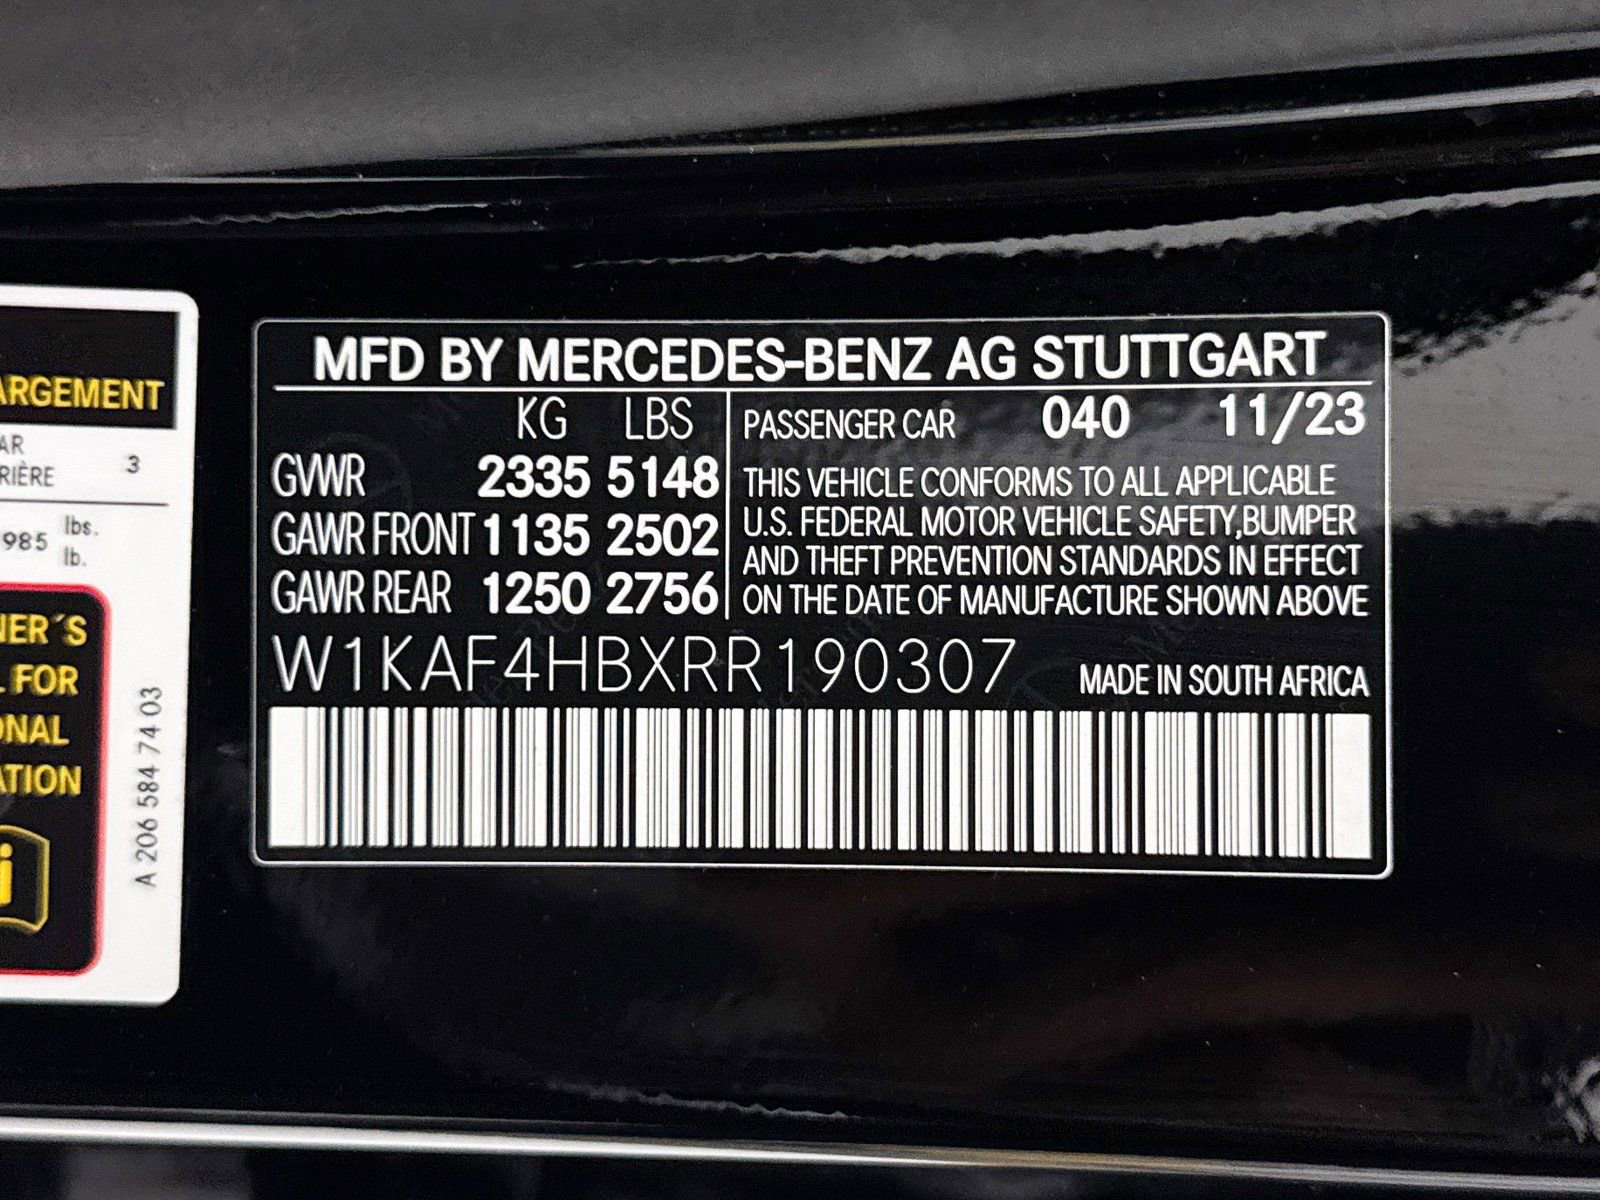 ARGEMENT
AR
RIÈRE
3
985 lbs.
lb.
NER´S
L FOR
ONAL
ATION
i
A 206 584 74 03
MFD BY MERCEDES-BENZ AG STUTTGART
KG LBS
GVWR 2335 5148
GAWR FRONT 1135 2502
GAWR REAR 1250 2756
PASSENGER CAR 040 11/23
THIS VEHICLE CONFORMS TO ALL APPLICABLE
U.S. FEDERAL MOTOR VEHICLE SAFETY,BUMPER
AND THEFT PREVENTION STANDARDS IN EFFECT
ON THE DATE OF MANUFACTURE SHOWN ABOVE
W1KAF4HBXRR190307
MADE IN SOUTH AFRICA